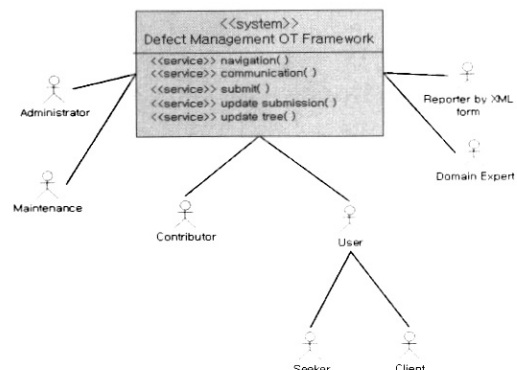 <<system>>
Defect Management OT Framework
<<service>> navigation( )
<<service>> communication( )
<<service>> submit( )
<<service>> update submission( )
<<service>> update tree( )
Administrator
Reporter by XML
form
Maintenance
Domain Expert
Contributor
User
Seeker
Client